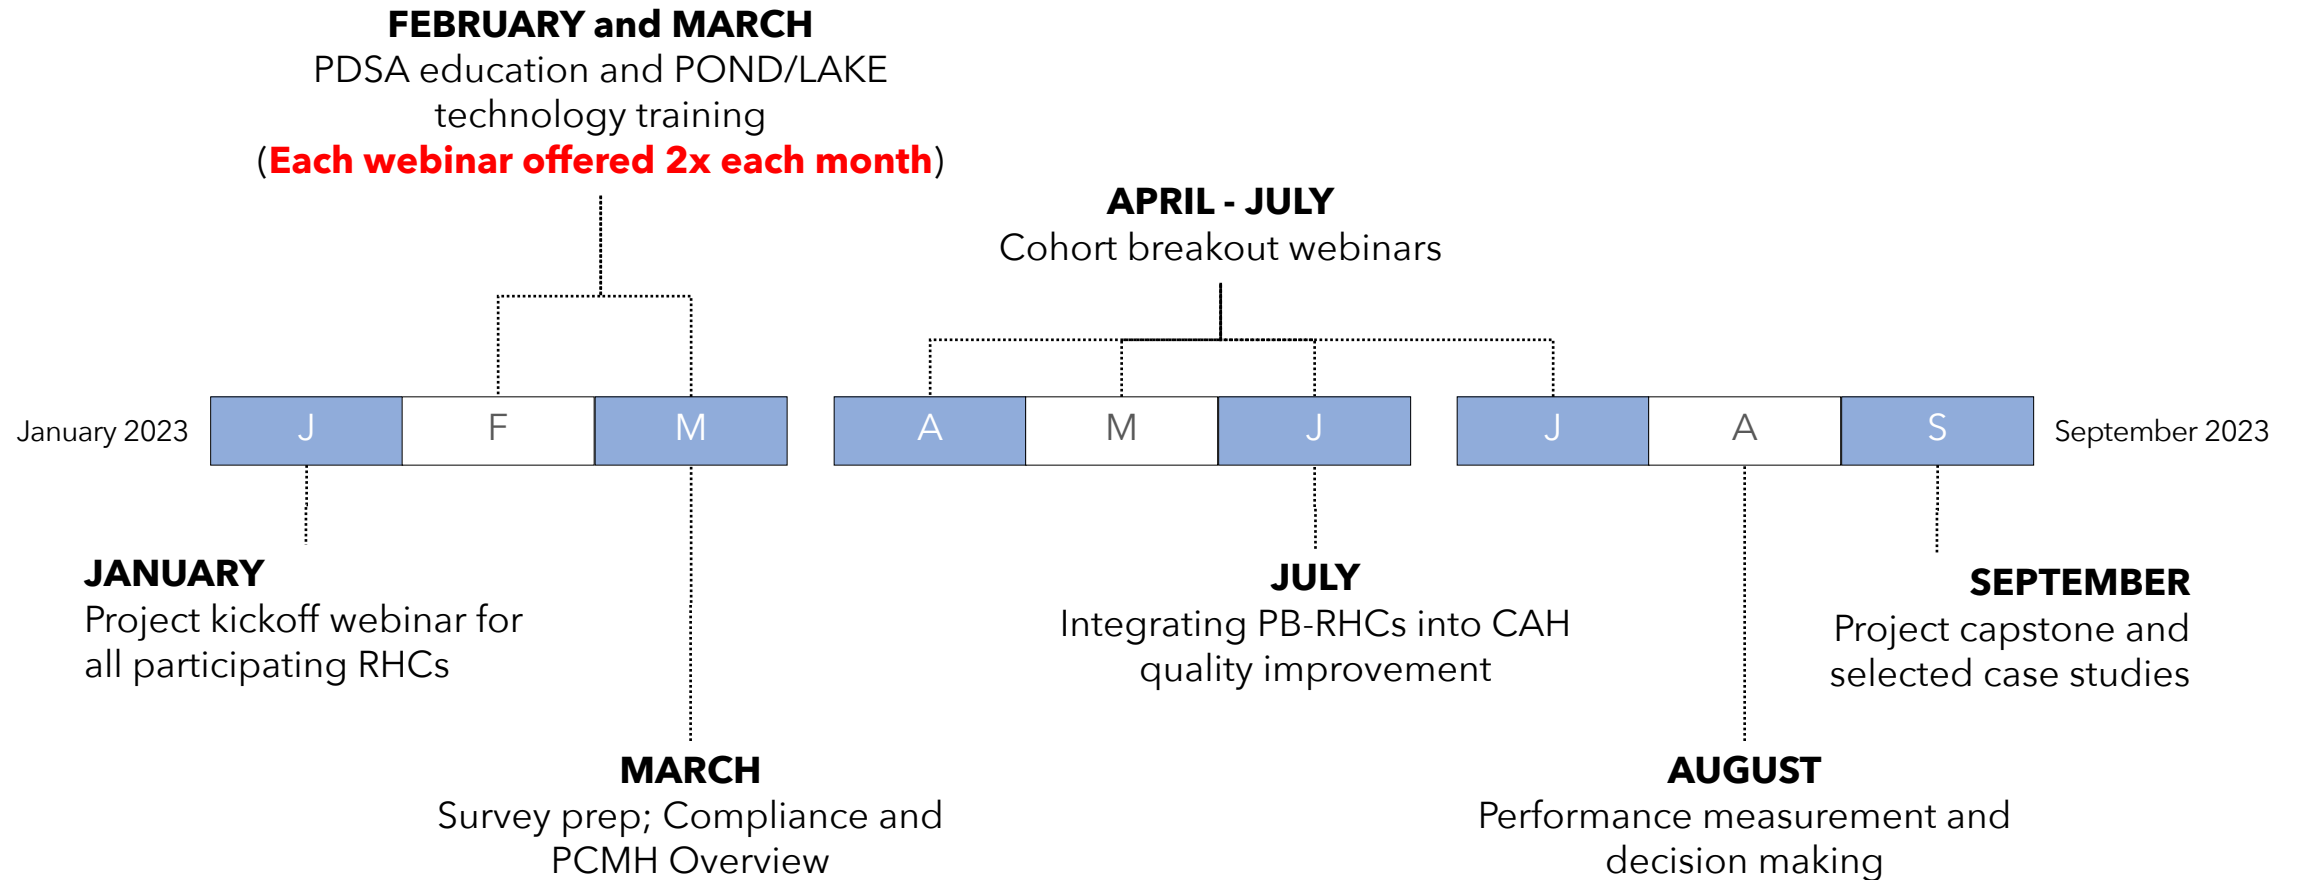 FEBRUARY and MARCH
PDSA education and POND/LAKE
technology training
(Each webinar offered 2x each month)
APRIL - JULY
Cohort breakout webinars
January 2023
J
F
M
A
M
J
J
A
S
September 2023
JANUARY
Project kickoff webinar for
all participating RHCs
MARCH
Survey prep; Compliance and
PCMH Overview
JULY
Integrating PB-RHCs into CAH
quality improvement
AUGUST
Performance measurement and
decision making
SEPTEMBER
Project capstone and
selected case studies